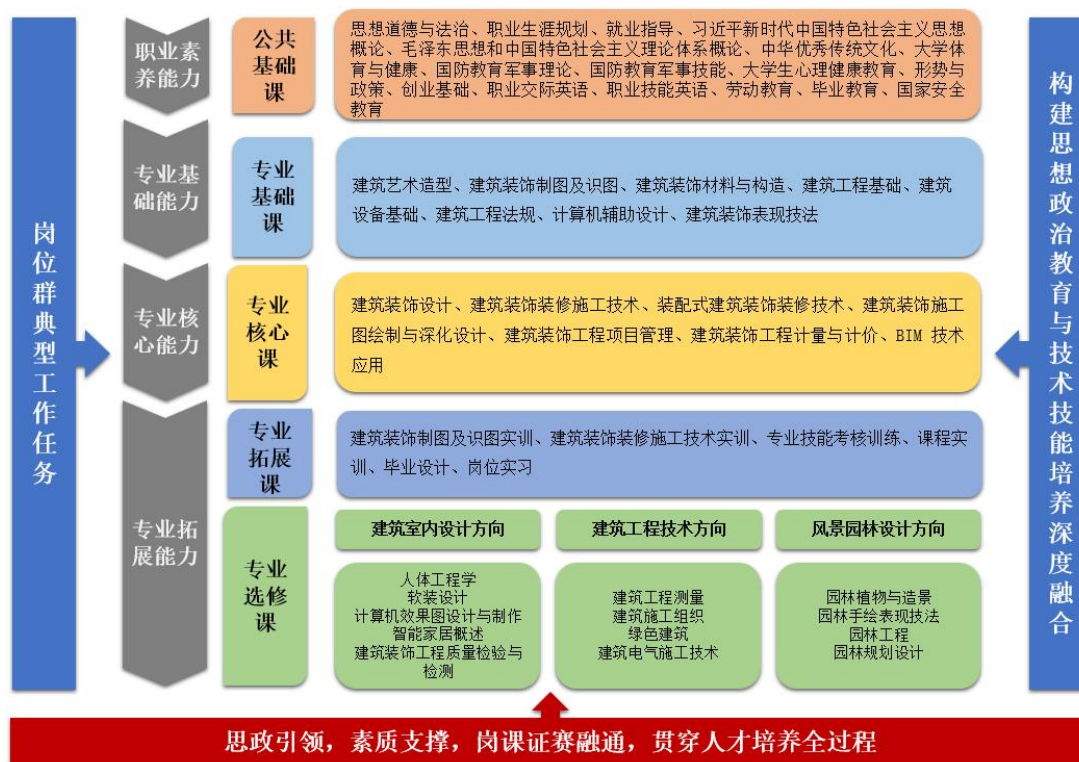 岗位群典型工作任务
职业素
养能力
公共
基础
课
思想道德与法治、职业生涯规划、就业指导、习近平新时代中国特色社会主义思想
概论、毛泽东思想和中国特色社会主义理论体系概论、中华优秀传统文化、大学体
育与健康、国防教育军事理论、国防教育军事技能、大学生心理健康教育、形势与
政策、创业基础、职业交际英语、职业技能英语、劳动教育、毕业教育、国家安全
教育
专业基
础能力
专业
基础
课
建筑艺术造型、建筑装饰制图及识图、建筑装饰材料与构造、建筑工程基础、建筑
设备基础、建筑工程法规、计算机辅助设计、建筑装饰表现技法
专业核
心能力
专业
核心
课
建筑装饰设计、建筑装饰装修施工技术、装配式建筑装饰装修技术、建筑装饰施工
图绘制与深化设计、建筑装饰工程项目管理、建筑装饰工程计量与计价、BIM 技术
应用
专业拓
展能力
专业
拓展
课
建筑装饰制图及识图实训、建筑装饰装修施工技术实训、专业技能考核训练、课程实
训、毕业设计、岗位实习
专业
选修
课
建筑室内设计方向
人体工程学
软装设计
计算机效果图设计与制作
智能家居概述
建筑装饰工程质量检验与
检测
建筑工程技术方向
建筑工程测量
建筑施工组织
绿色建筑
建筑电气施工技术
风景园林设计方向
园林植物与造景
园林手绘表现技法
园林工程
园林规划设计
构建思想政治教育与技术技能培养深度融合
思政引领，素质支撑，岗课证赛融通，贯穿人才培养全过程